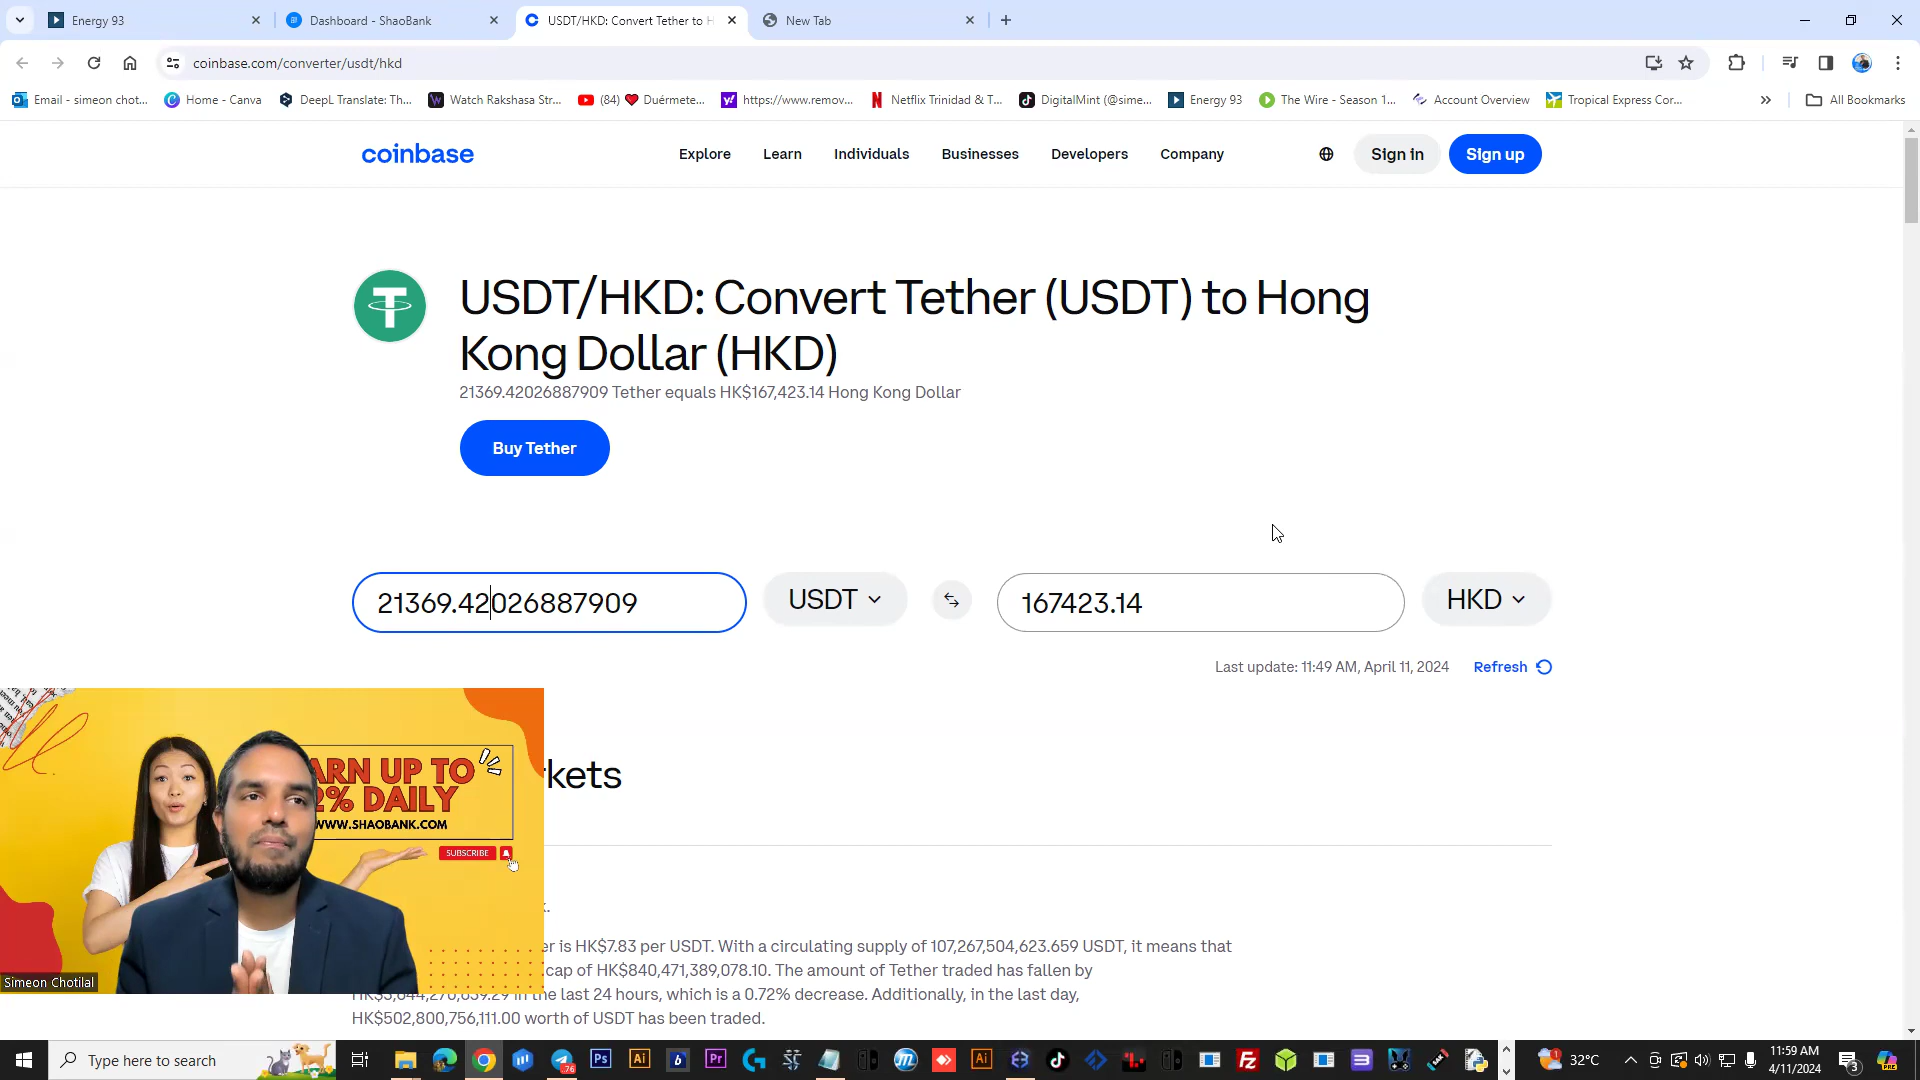 Energy 93
Dashboard - ShaoBank
USDT/HKD: Convert Tether to H
New Tab
coinbase.com/converter/usdt/hkd
Email - simeon chot...
Home - Canva
DeepL Translate: Th...
Watch Rakshasa Str...
(84) ❤ Duérmete...
https://www.remov...
Netflix Trinidad & T...
DigitalMint (@sime...
Energy 93
The Wire - Season 1...
Account Overview
Tropical Express Cor...
All Bookmarks
coinbase
Explore
Learn
Individuals
Businesses
Developers
Company
Sign in
Sign up
USDT/HKD: Convert Tether (USDT) to Hong
Kong Dollar (HKD)
21369.42026887909 Tether equals HK$167,423.14 Hong Kong Dollar
Buy Tether
21369.42026887909
USDT
167423.14
HKD
Last update: 11:49 AM, April 11, 2024
Refresh
ARN UP TO
2% DAILY
WWW.SHAOBANK.COM
SUBSCRIBE
Simeon Chotilal
kets
k.
er is HK$7.83 per USDT. With a circulating supply of 107,267,504,623.659 USDT, it means that
cap of HK$840,471,389,078.10. The amount of Tether traded has fallen by
the last 24 hours, which is a 0.72% decrease. Additionally, in the last day,
HK$502,800,756,111.00 worth of USDT has been traded.
Type here to search
.76
32°C
11:59 AM
4/11/2024
3